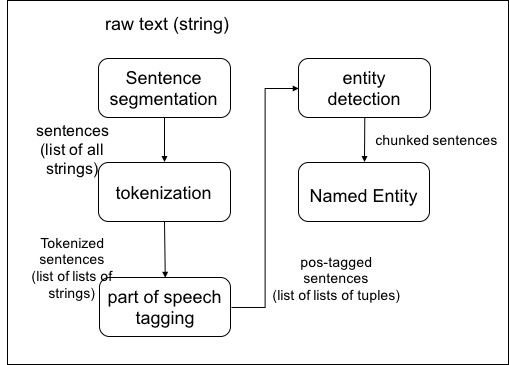 raw text (string)
Sentence
segmentation
sentences
(list of all
strings)
tokenization
Tokenized
sentences
(list of lists of
strings)
part of speech
tagging
pos-tagged
sentences
(list of lists of tuples)
entity
detection
chunked sentences
Named Entity